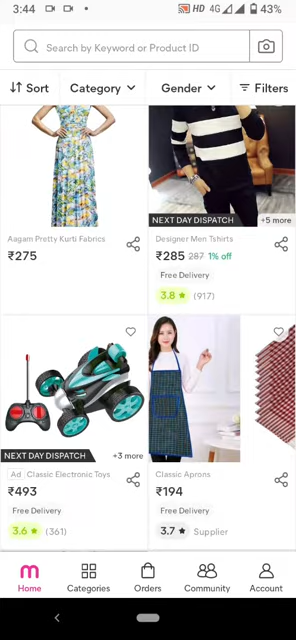 3:44 HD 4G 43%
Search by Keyword or Product ID
Sort Category Gender Filters
NEXT DAY DISPATCH +5 more
Aagam Pretty Kurti Fabrics
₹275
Designer Men Tshirts
₹285 287 1% off
Free Delivery
3.8 ★ (917)
NEXT DAY DISPATCH +3 more
Ad Classic Electronic Toys
₹493
Free Delivery
3.6 ★ (361)
Classic Aprons
₹194
Free Delivery
3.7 ★ Supplier
Home Categories Orders Community Account